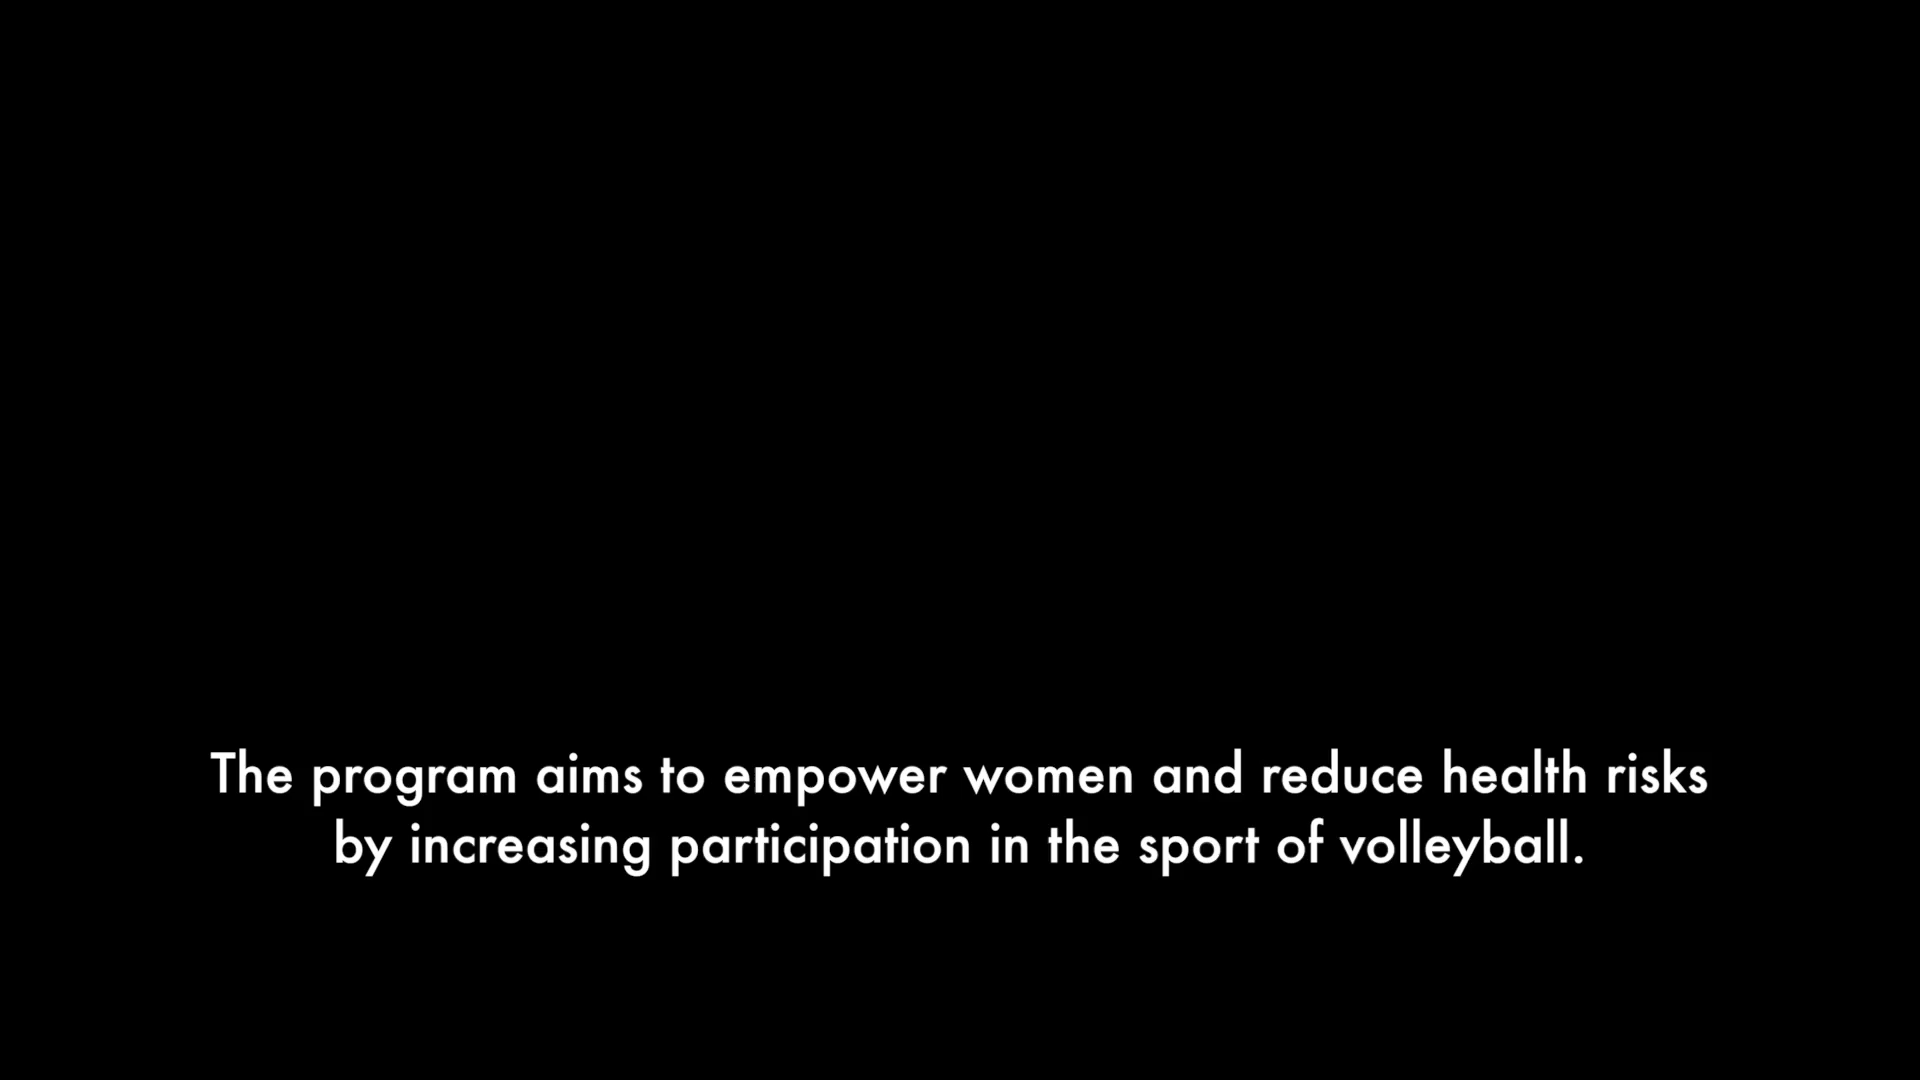 The program aims to empower women and reduce health risks
by increasing participation in the sport of volleyball.